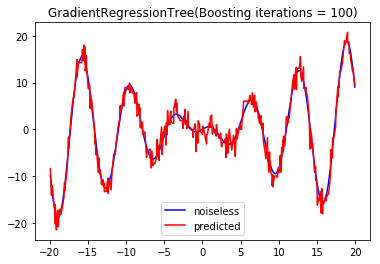 GradientRegressionTree(Boosting iterations = 100)
20
10
0
−10
−20
noiseless
predicted
−20 −15 −10 −5 0 5 10 15 20